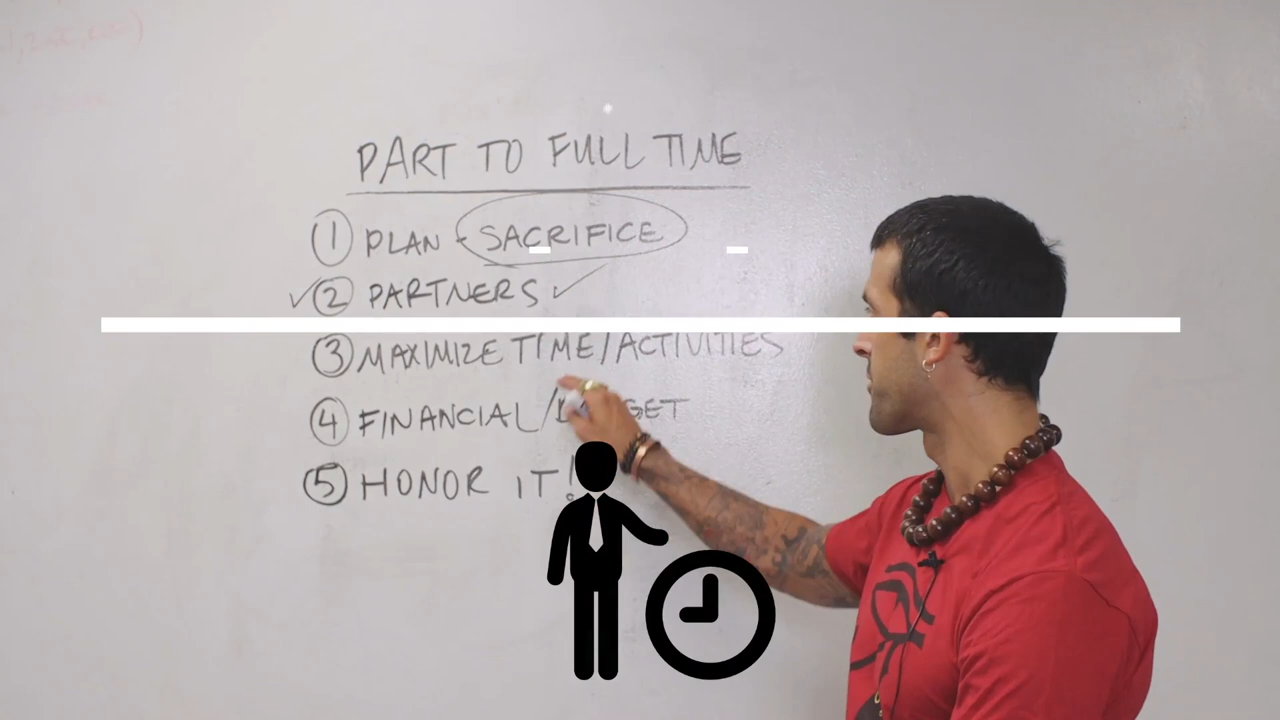 PART TO FULL TIME
① PLAN - SACRIFICE
✓② PARTNERS ✓
③ MAXIMIZE TIME/ACTIVITIES
④ FINANCIAL/
⑤ HONOR IT!